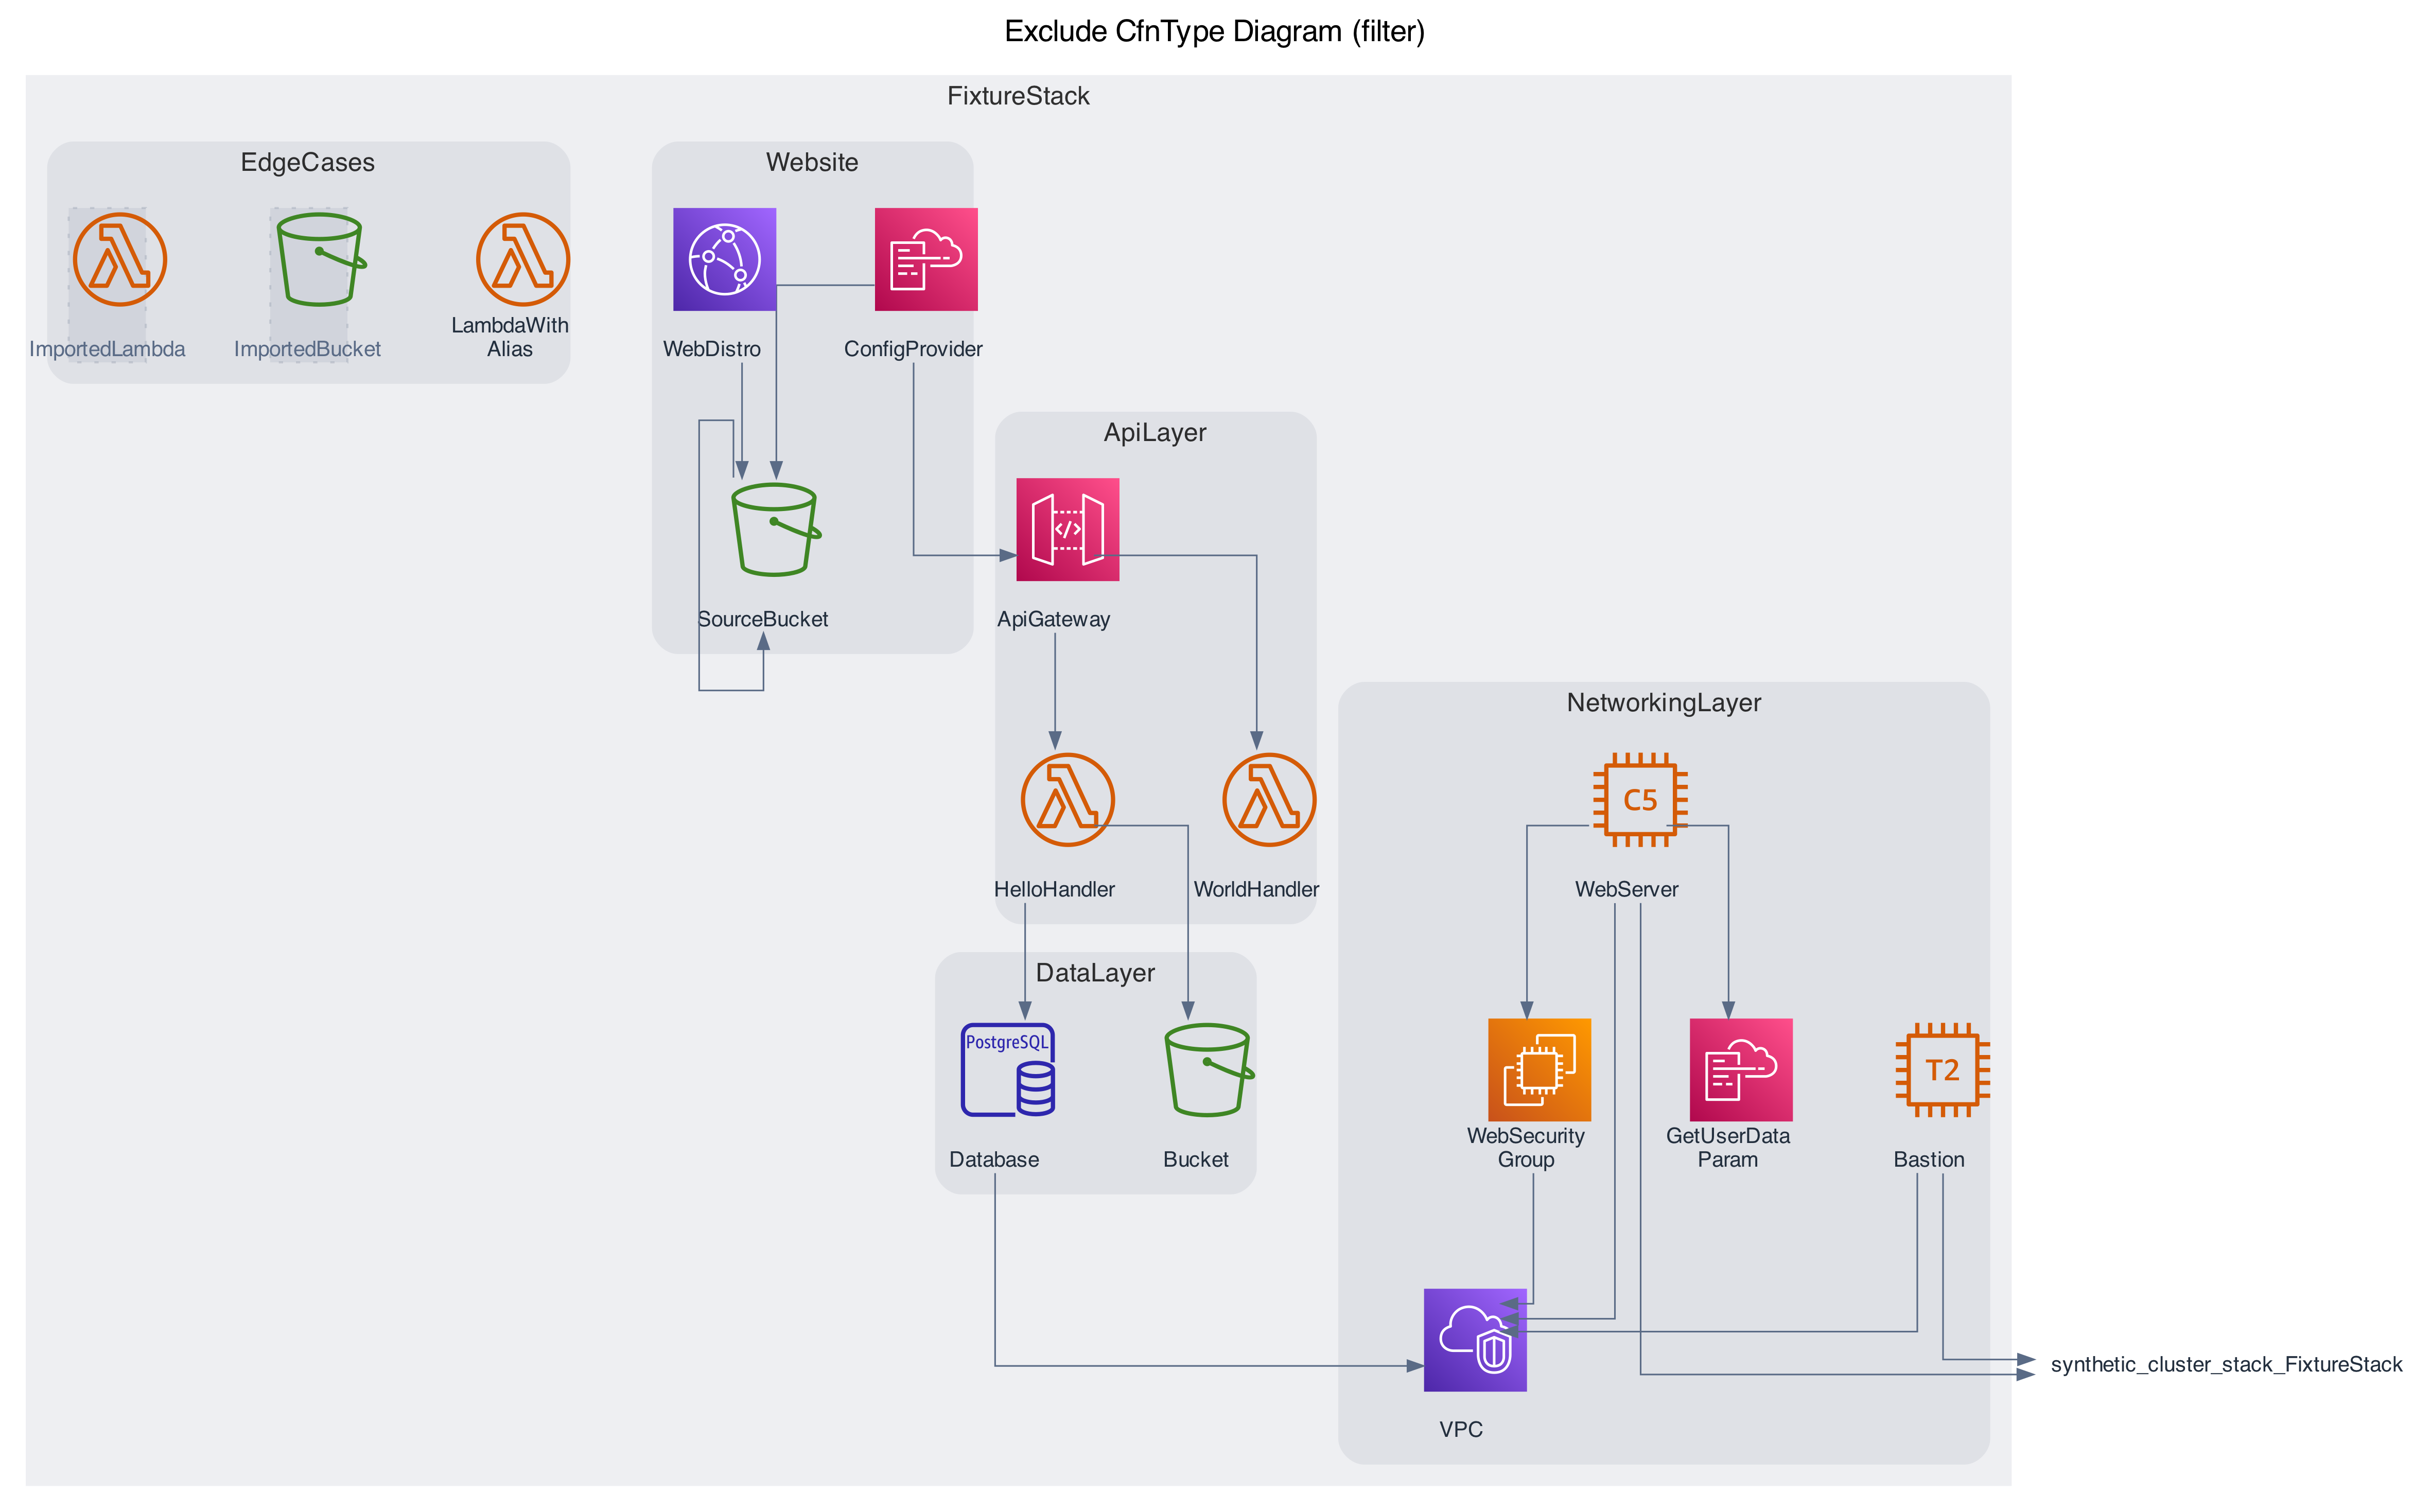 Exclude CfnType Diagram (filter)
FixtureStack
EdgeCases
ImportedLambda
ImportedBucket
LambdaWith
Alias
Website
WebDistro
ConfigProvider
SourceBucket
ApiLayer
ApiGateway
HelloHandler
WorldHandler
DataLayer
PostgreSQL
Database
Bucket
NetworkingLayer
C5
WebServer
WebSecurity
Group
GetUserData
Param
T2
Bastion
VPC
synthetic_cluster_stack_FixtureStack